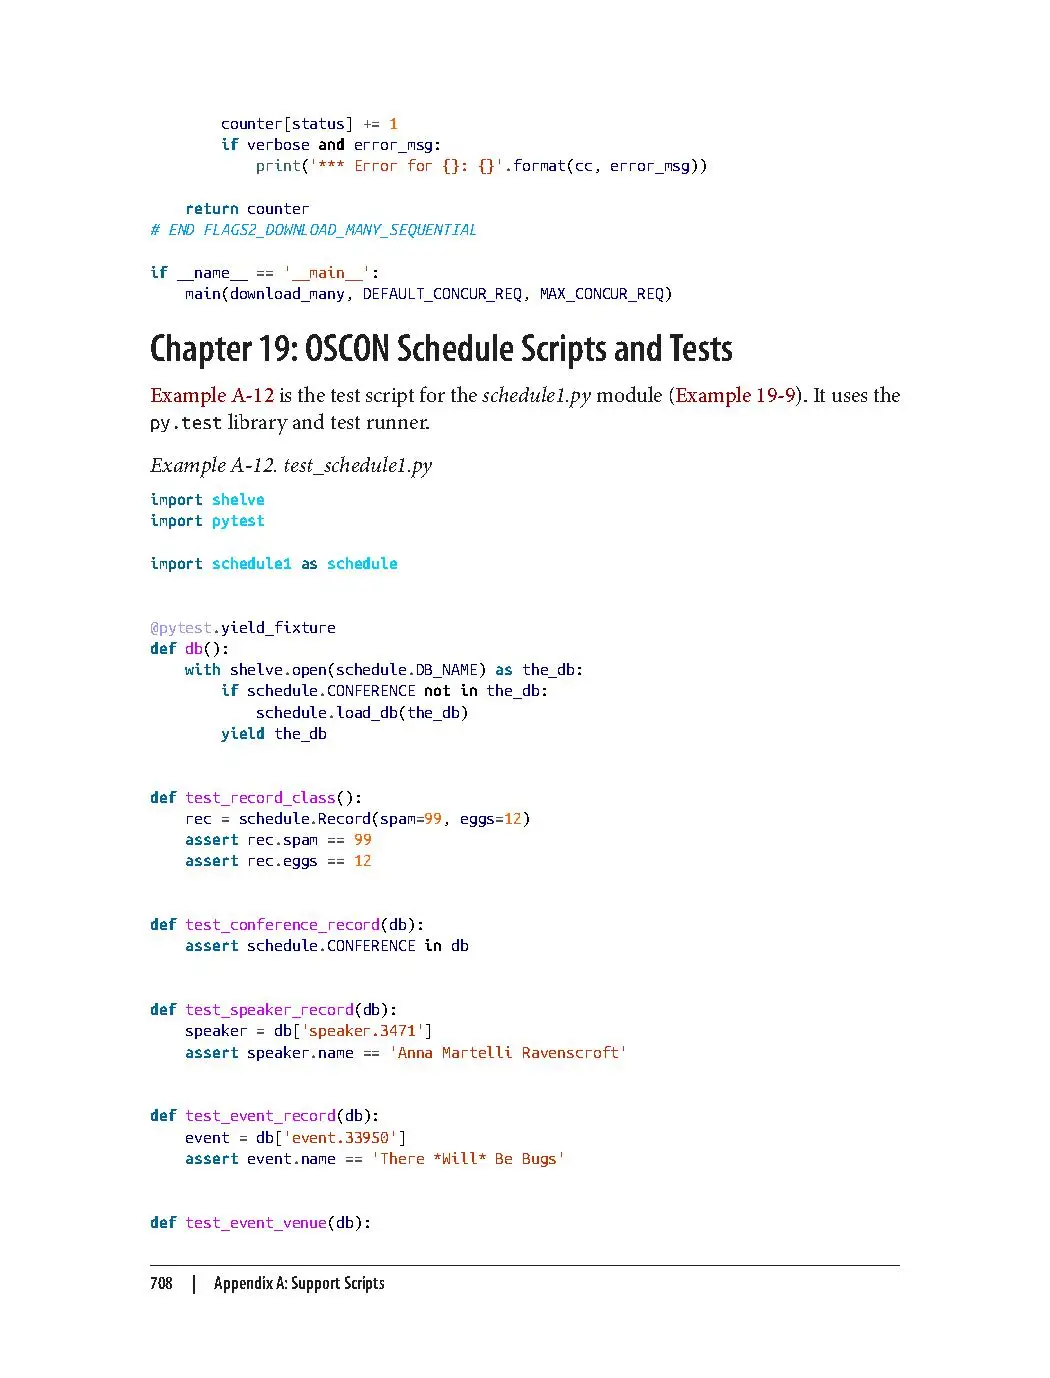 counter[status] += 1
        if verbose and error_msg:
            print('*** Error for {}: {}'.format(cc, error_msg))

    return counter
# END FLAGS2_DOWNLOAD_MANY_SEQUENTIAL

if __name__ == '__main__':
    main(download_many, DEFAULT_CONCUR_REQ, MAX_CONCUR_REQ)

Chapter 19: OSCON Schedule Scripts and Tests
Example A-12 is the test script for the schedule1.py module (Example 19-9). It uses the
py.test library and test runner.
Example A-12. test_schedule1.py
import shelve
import pytest

import schedule1 as schedule


@pytest.yield_fixture
def db():
    with shelve.open(schedule.DB_NAME) as the_db:
        if schedule.CONFERENCE not in the_db:
            schedule.load_db(the_db)
        yield the_db


def test_record_class():
    rec = schedule.Record(spam=99, eggs=12)
    assert rec.spam == 99
    assert rec.eggs == 12


def test_conference_record(db):
    assert schedule.CONFERENCE in db


def test_speaker_record(db):
    speaker = db['speaker.3471']
    assert speaker.name == 'Anna Martelli Ravenscroft'


def test_event_record(db):
    event = db['event.33950']
    assert event.name == 'There *Will* Be Bugs'


def test_event_venue(db):

708 | Appendix A: Support Scripts